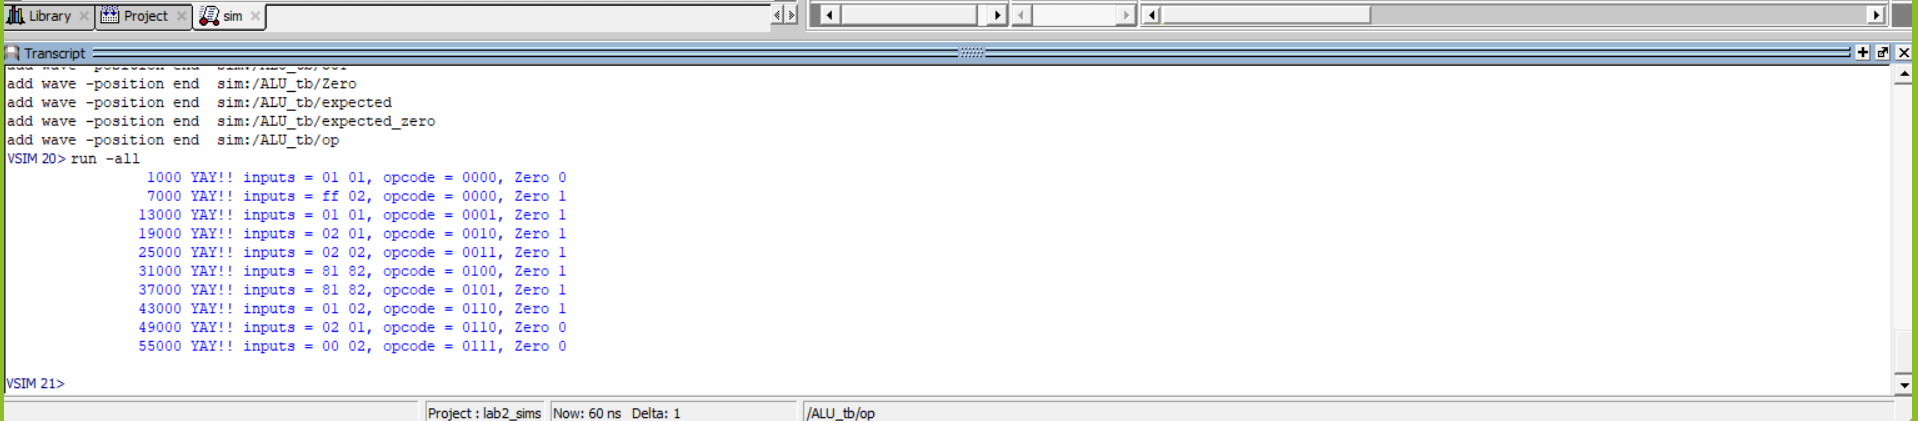 Library Project sim
Transcript
add wave -position end  sim:/ALU_tb/Zero
add wave -position end  sim:/ALU_tb/expected
add wave -position end  sim:/ALU_tb/expected_zero
add wave -position end  sim:/ALU_tb/op
VSIM 20> run -all
1000 YAY!! inputs = 01 01, opcode = 0000, Zero 0
7000 YAY!! inputs = ff 02, opcode = 0000, Zero 1
13000 YAY!! inputs = 01 01, opcode = 0001, Zero 1
19000 YAY!! inputs = 02 01, opcode = 0010, Zero 1
25000 YAY!! inputs = 02 02, opcode = 0011, Zero 1
31000 YAY!! inputs = 81 82, opcode = 0100, Zero 1
37000 YAY!! inputs = 81 82, opcode = 0101, Zero 1
43000 YAY!! inputs = 01 02, opcode = 0110, Zero 1
49000 YAY!! inputs = 02 01, opcode = 0110, Zero 0
55000 YAY!! inputs = 00 02, opcode = 0111, Zero 0
VSIM 21>
Project : lab2_sims Now: 60 ns Delta: 1 /ALU_tb/op